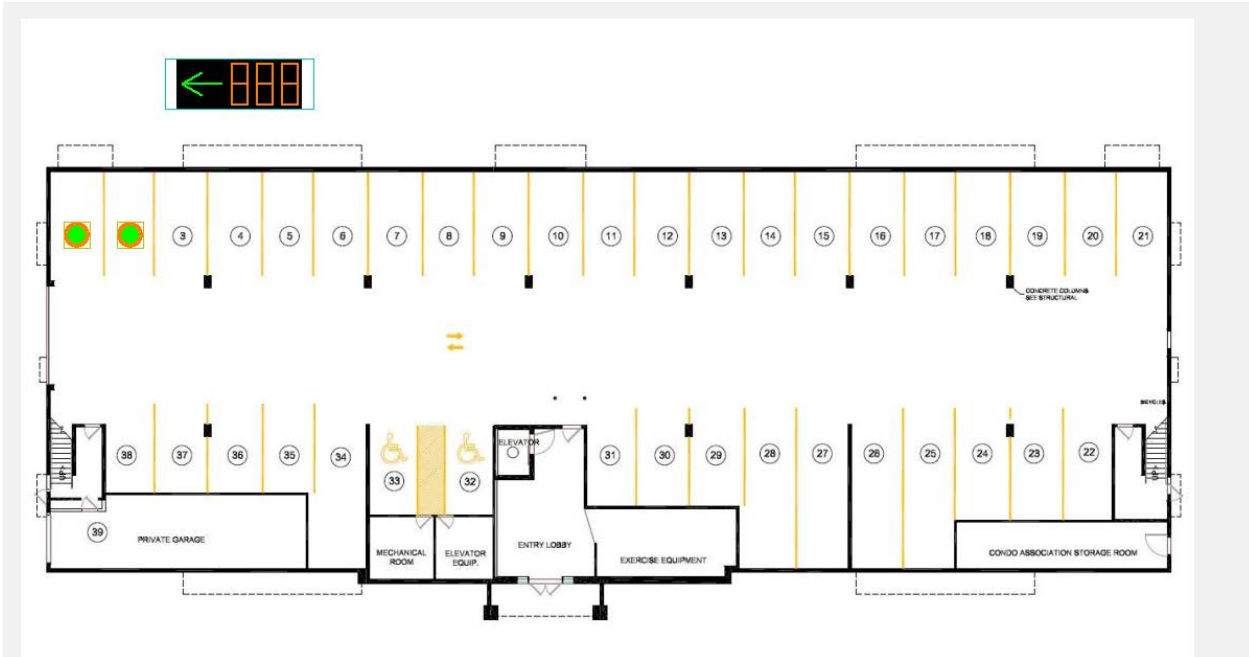 888
3 4 5 6 7 8 9 10 11 12 13 14 15 16 17 18 19 20 21
CONCRETE COLUMNS
SEE STRUCTURAL
BICYCLES
ELEVATOR
38 37 36 35 34 33 32 31 30 29 28 27 26 25 24 23 22
UP
UP
39
PRIVATE GARAGE
MECHANICAL
ROOM
ELEVATOR
EQUIP.
ENTRY LOBBY
EXERCISE EQUIPMENT
CONDO ASSOCIATION STORAGE ROOM